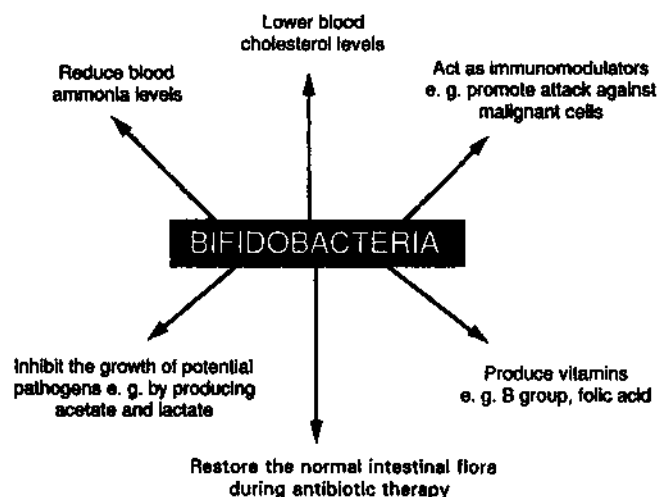 Lower blood
cholesterol levels
Reduce blood
ammonia levels
Act as immunomodulators
e. g. promote attack against
malignant cells
BIFIDOBACTERIA
Inhibit the growth of potential
pathogens e. g. by producing
acetate and lactate
Produce vitamins
e. g. B group, folic acid
Restore the normal intestinal flora
during antibiotic therapy